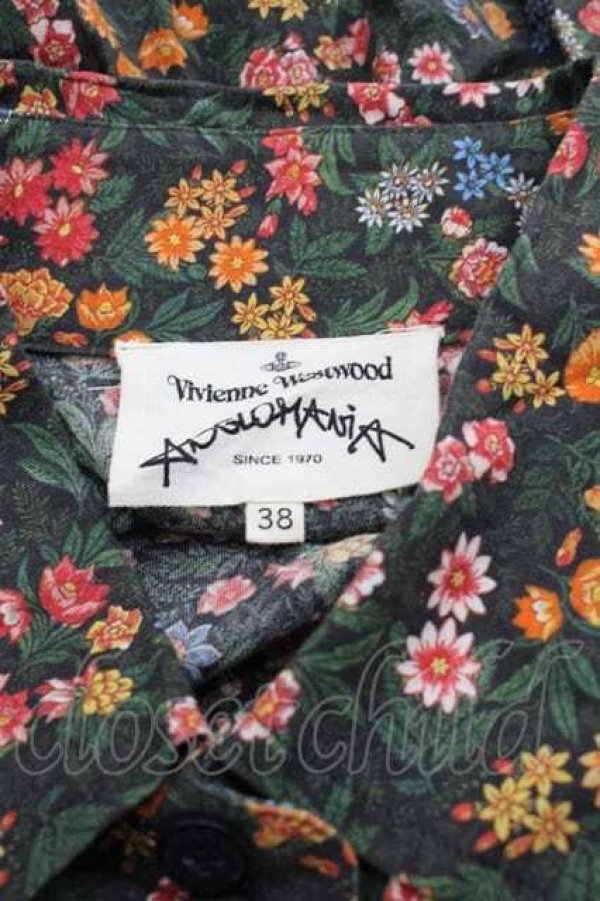 Vivienne Westwood
ANGLOMANIA
SINCE 1970
38
closet child